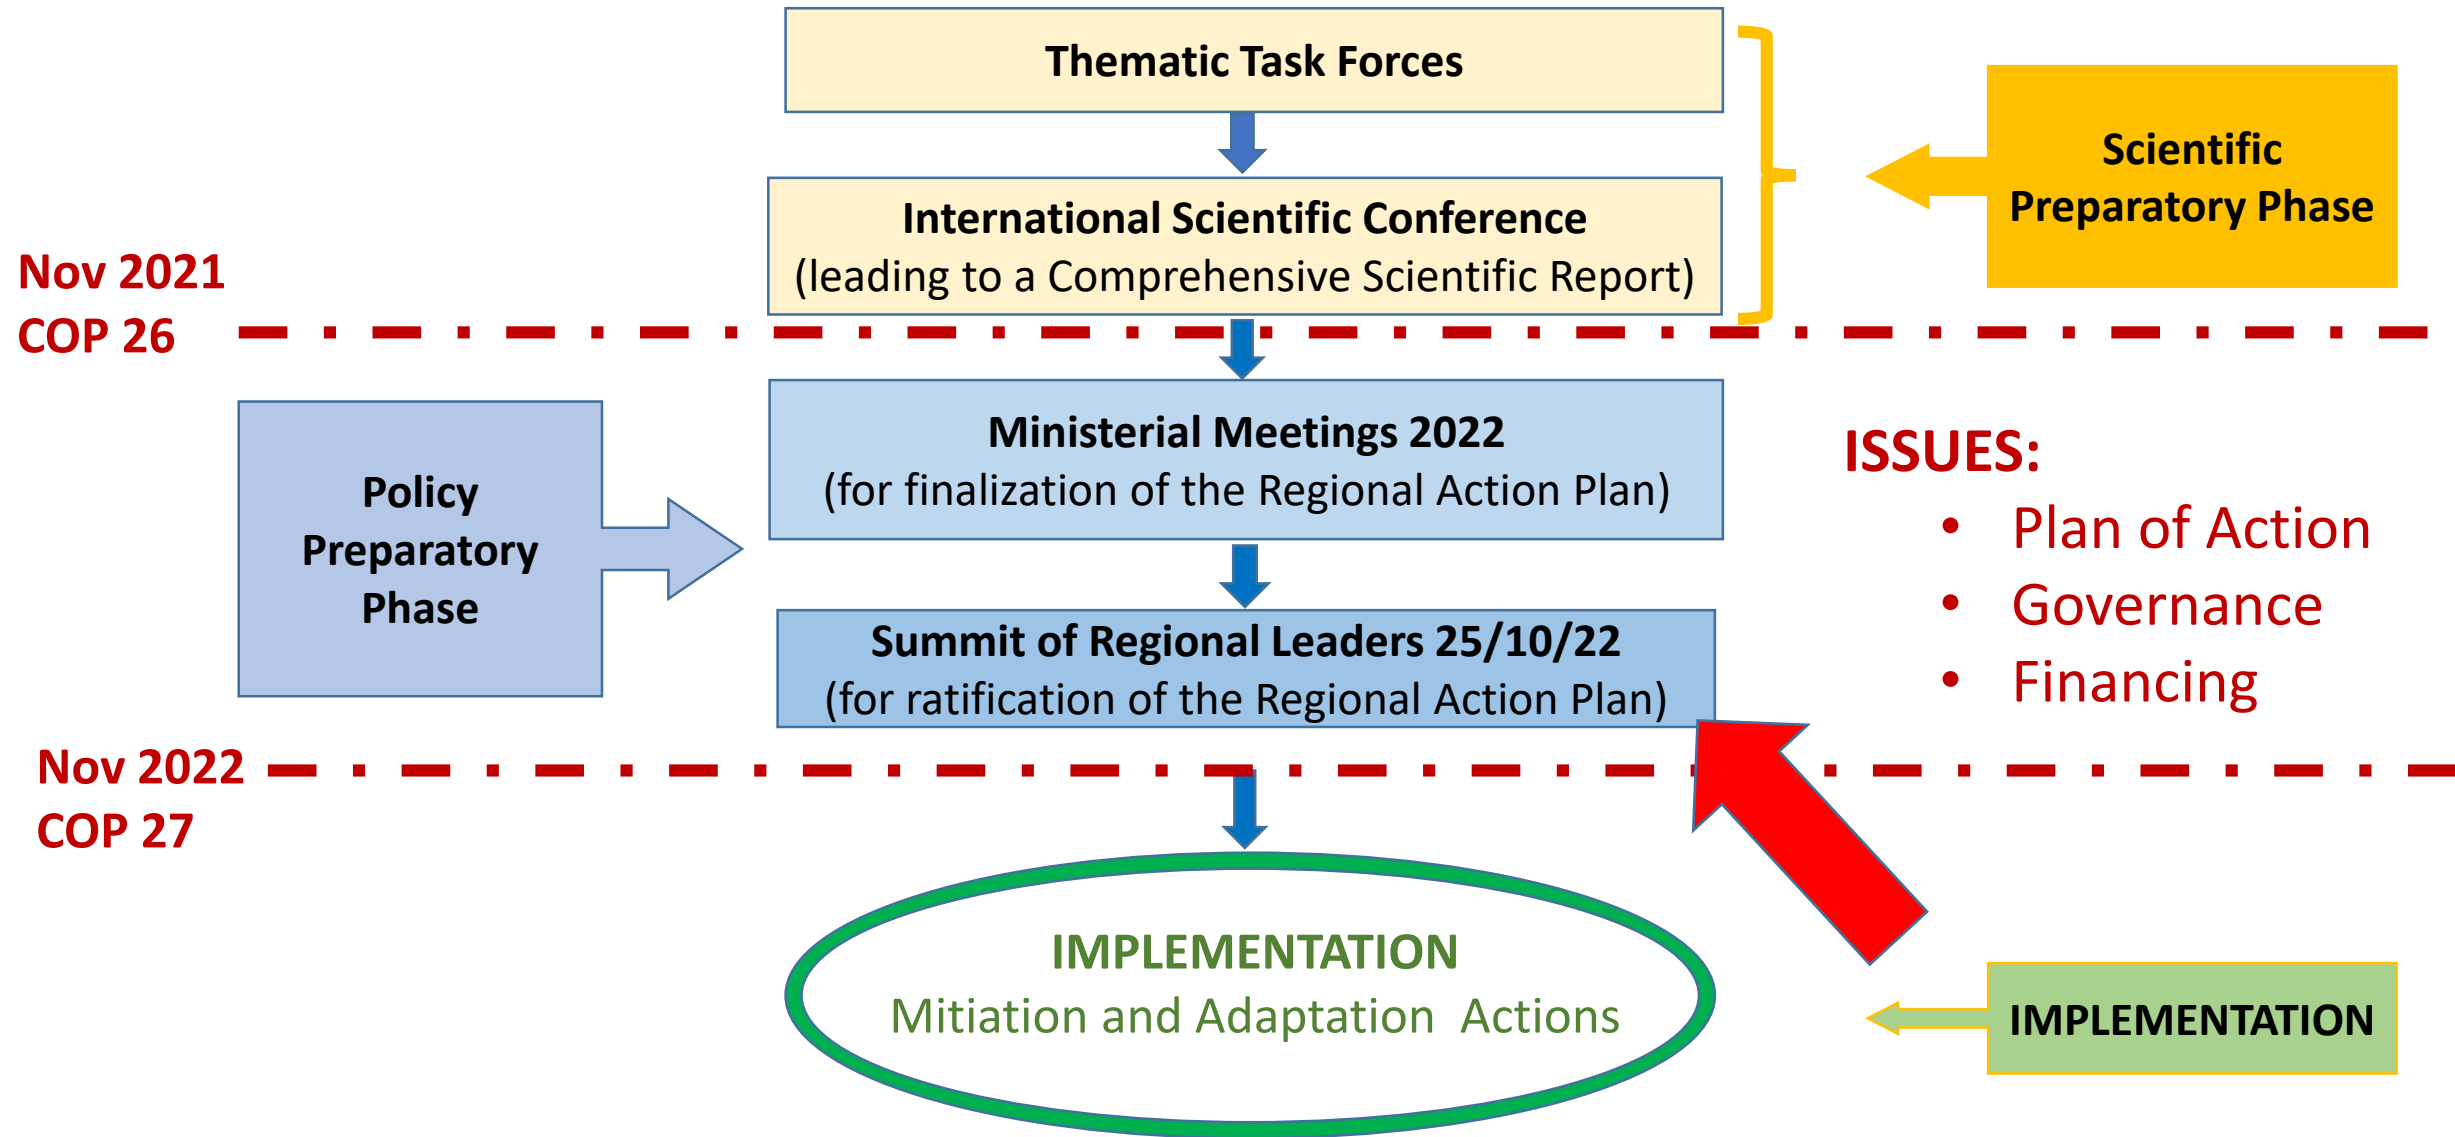 Thematic Task Forces
Scientific
Preparatory Phase
International Scientific Conference
(leading to a Comprehensive Scientific Report)
Nov 2021
COP 26
Policy
Preparatory
Phase
Ministerial Meetings 2022
(for finalization of the Regional Action Plan)
Summit of Regional Leaders 25/10/22
(for ratification of the Regional Action Plan)
ISSUES:
• Plan of Action
• Governance
• Financing
Nov 2022
COP 27
IMPLEMENTATION
Mitiation and Adaptation  Actions
IMPLEMENTATION